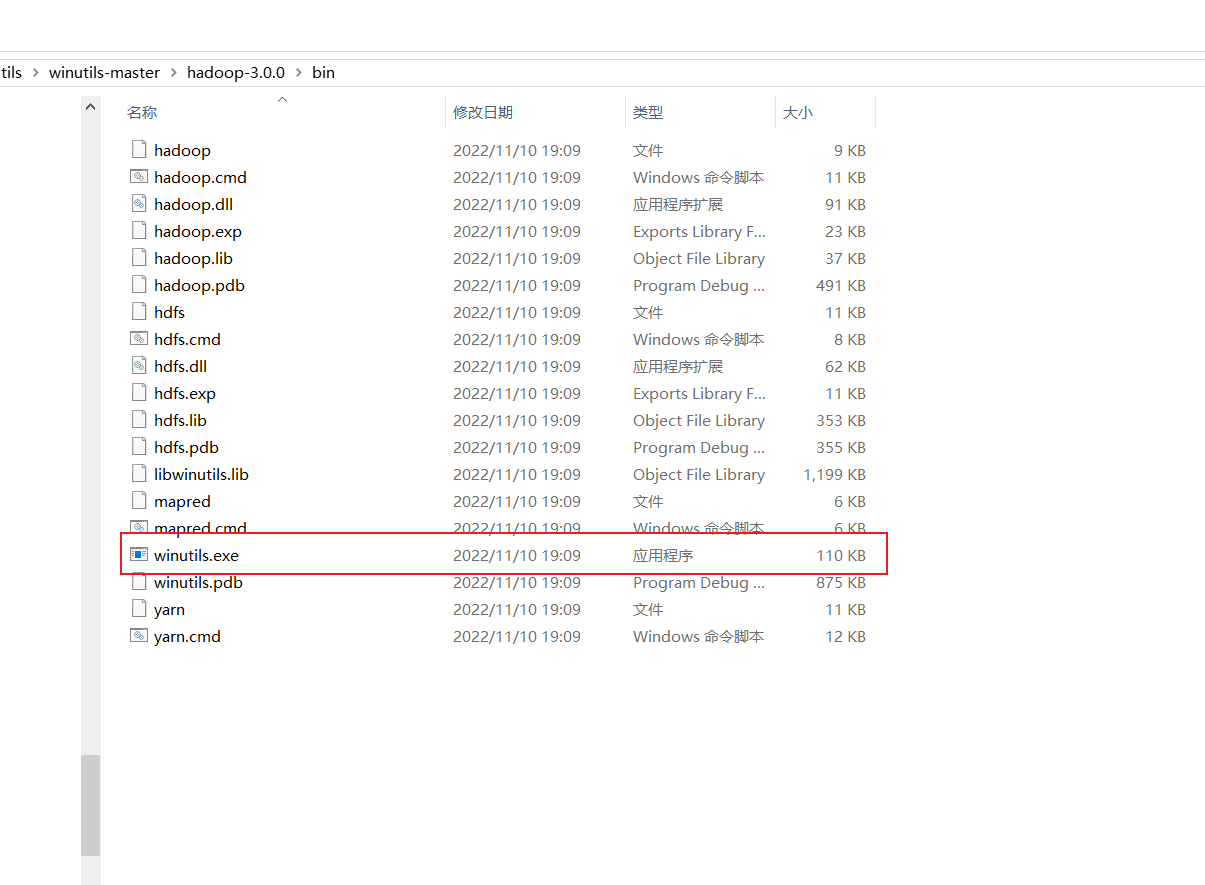 tils > winutils-master > hadoop-3.0.0 > bin
名称 修改日期 类型 大小
hadoop 2022/11/10 19:09 文件 9 KB
hadoop.cmd 2022/11/10 19:09 Windows 命令脚本 11 KB
hadoop.dll 2022/11/10 19:09 应用程序扩展 91 KB
hadoop.exp 2022/11/10 19:09 Exports Library F... 23 KB
hadoop.lib 2022/11/10 19:09 Object File Library 37 KB
hadoop.pdb 2022/11/10 19:09 Program Debug ... 491 KB
hdfs 2022/11/10 19:09 文件 11 KB
hdfs.cmd 2022/11/10 19:09 Windows 命令脚本 8 KB
hdfs.dll 2022/11/10 19:09 应用程序扩展 62 KB
hdfs.exp 2022/11/10 19:09 Exports Library F... 11 KB
hdfs.lib 2022/11/10 19:09 Object File Library 353 KB
hdfs.pdb 2022/11/10 19:09 Program Debug ... 355 KB
libwinutils.lib 2022/11/10 19:09 Object File Library 1,199 KB
mapred 2022/11/10 19:09 文件 6 KB
mapred.cmd 2022/11/10 19:09 Windows 命令脚本 6 KB
winutils.exe 2022/11/10 19:09 应用程序 110 KB
winutils.pdb 2022/11/10 19:09 Program Debug ... 875 KB
yarn 2022/11/10 19:09 文件 11 KB
yarn.cmd 2022/11/10 19:09 Windows 命令脚本 12 KB